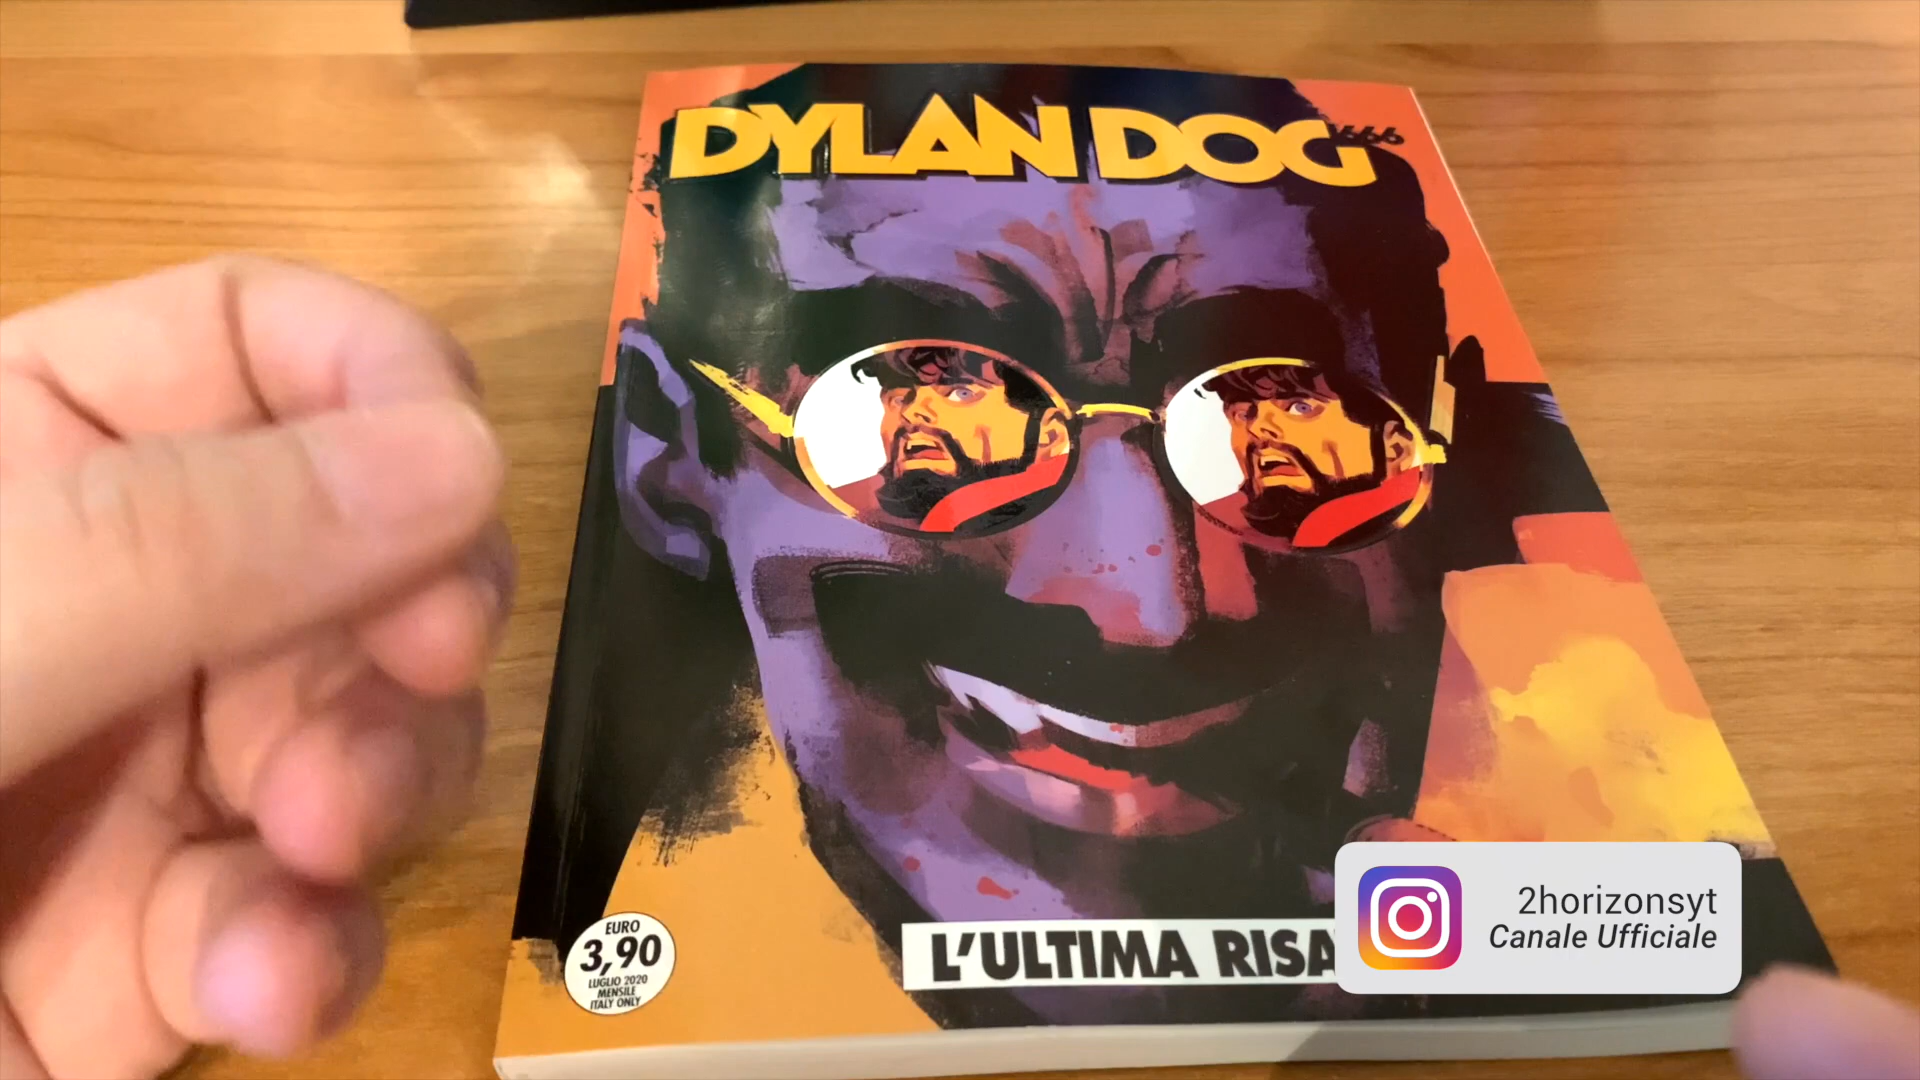 DYLAN DOG 666
EURO
3,90
LUGLIO 2020
MENSILE
ITALY ONLY
L'ULTIMA RISA
2horizonsyt
Canale Ufficiale